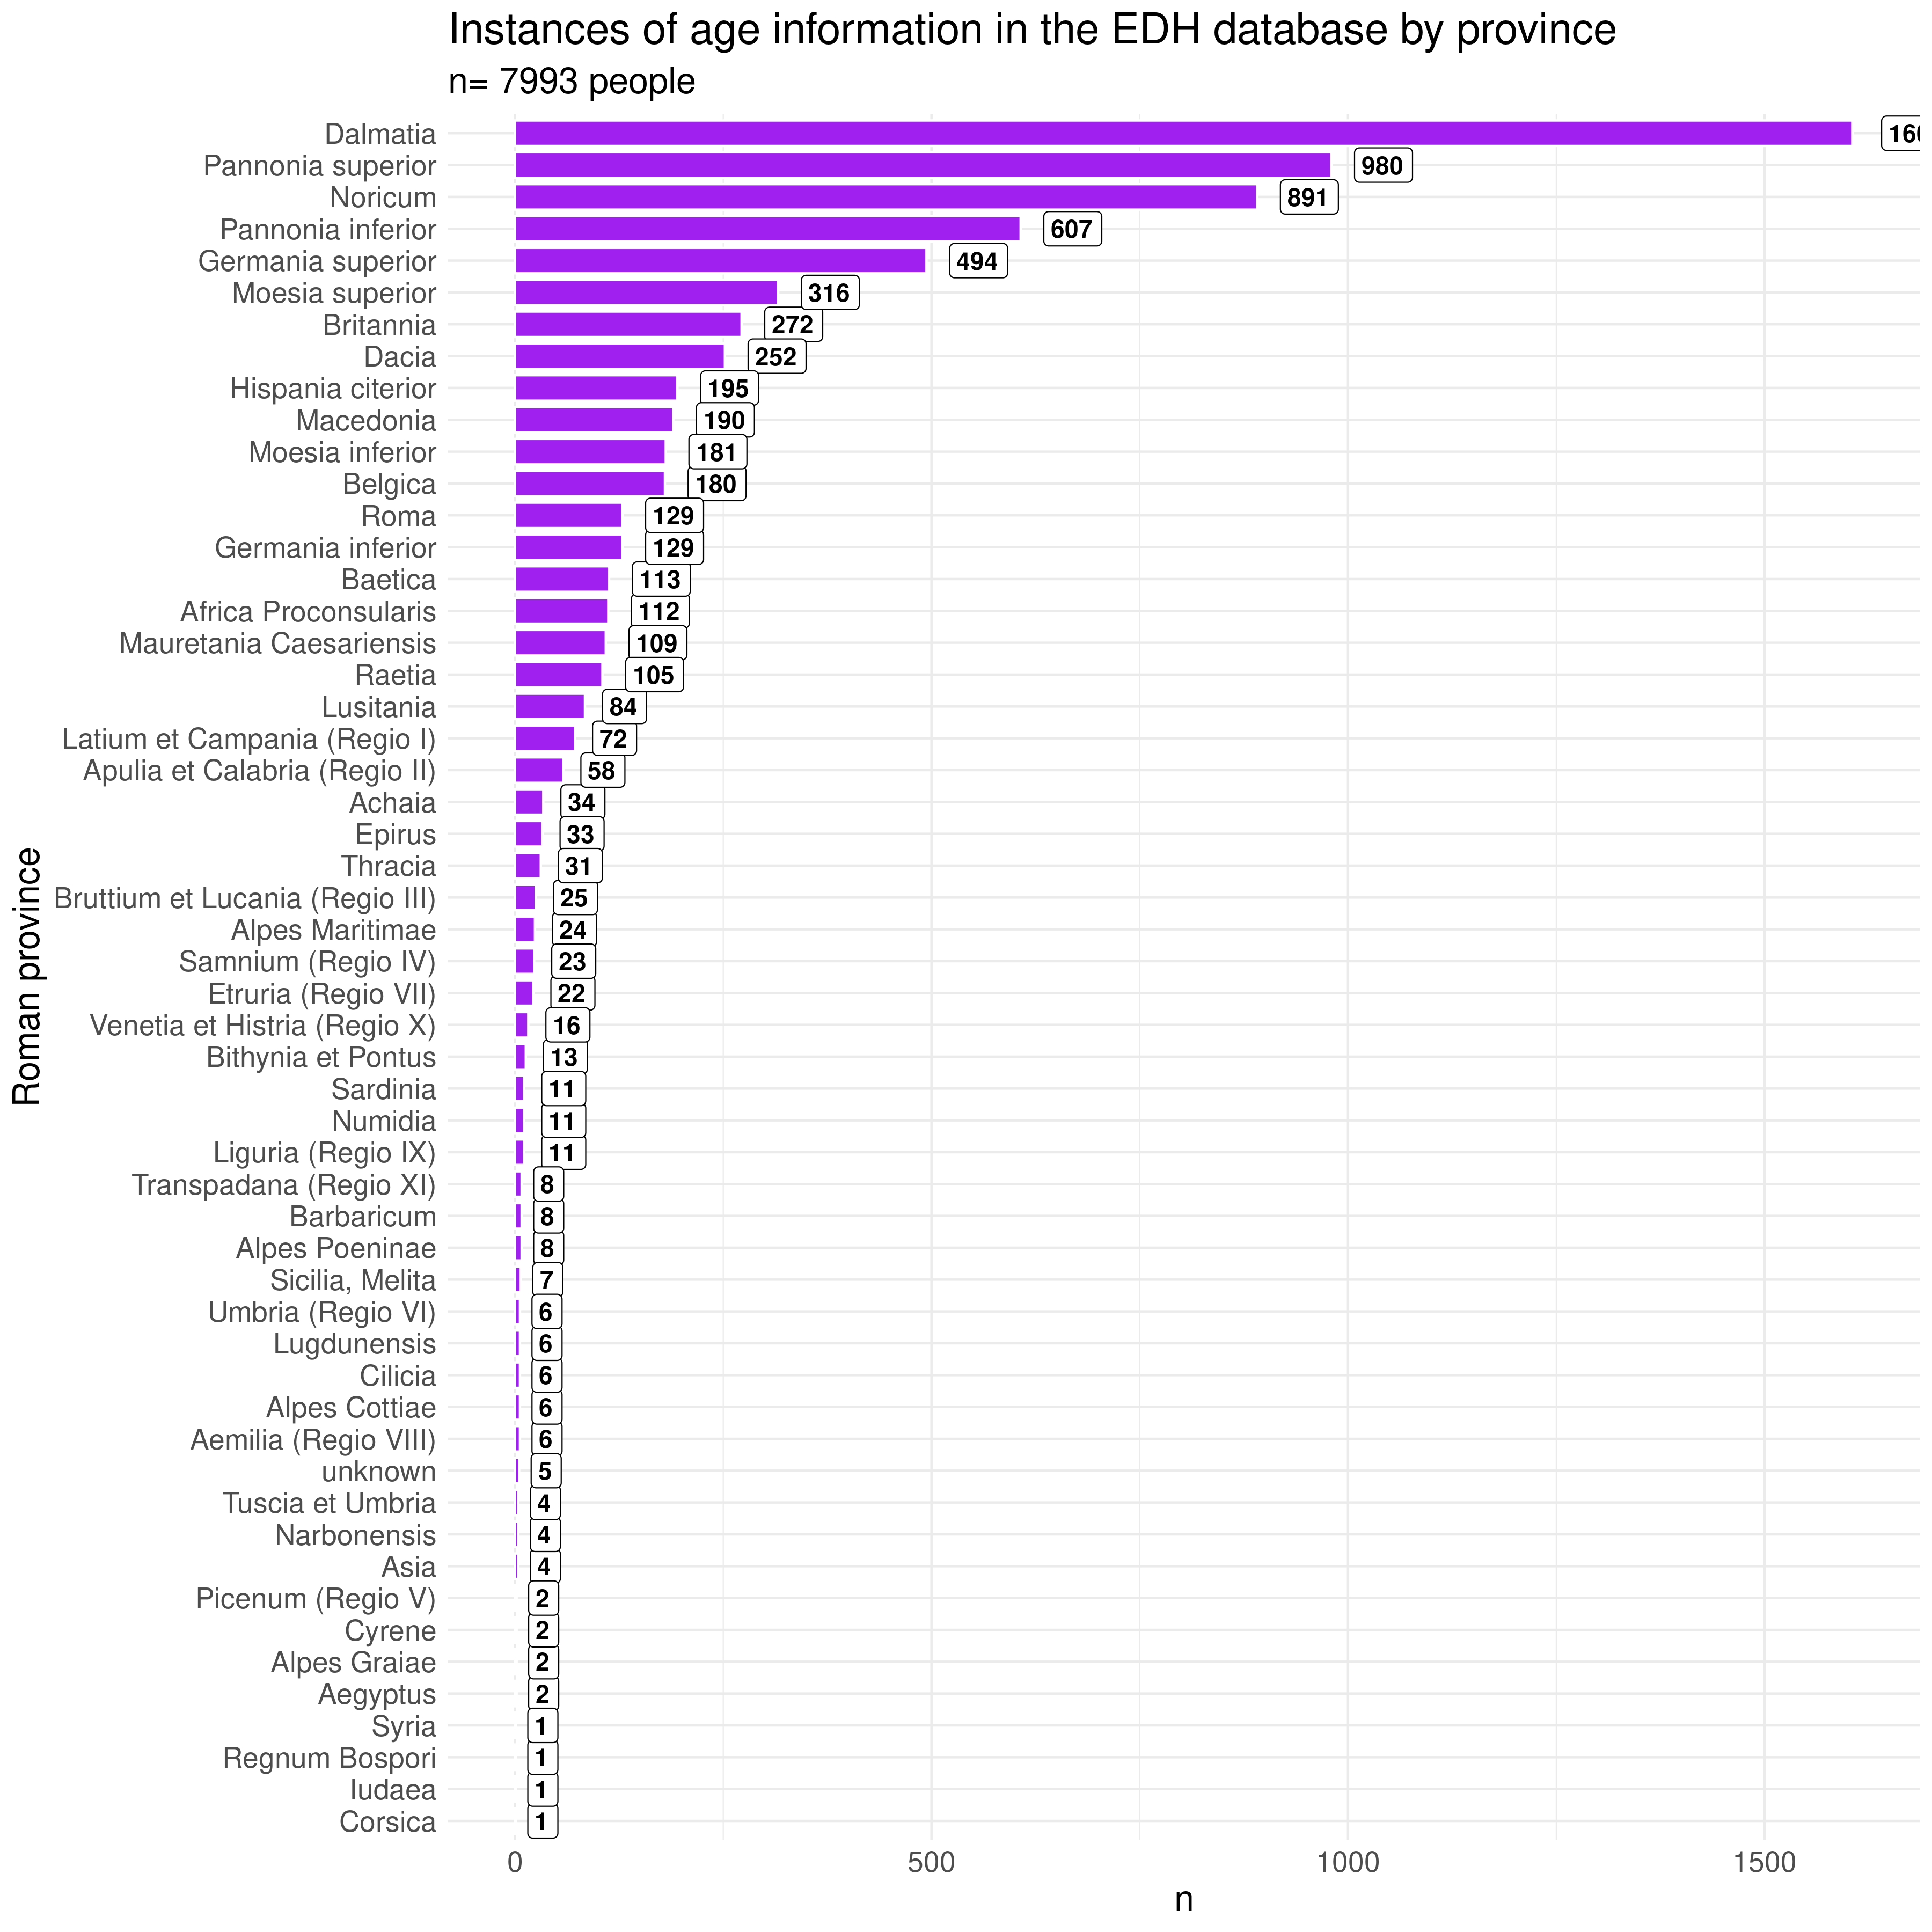 Instances of age information in the EDH database by province
n= 7993 people
Roman province
Dalmatia
Pannonia superior 980
Noricum 891
Pannonia inferior 607
Germania superior 494
Moesia superior 316
Britannia 272
Dacia 252
Hispania citerior 195
Macedonia 190
Moesia inferior 181
Belgica 180
Roma 129
Germania inferior 129
Baetica 113
Africa Proconsularis 112
Mauretania Caesariensis 109
Raetia 105
Lusitania 84
Latium et Campania (Regio I) 72
Apulia et Calabria (Regio II) 58
Achaia 34
Epirus 33
Thracia 31
Bruttium et Lucania (Regio III) 25
Alpes Maritimae 24
Samnium (Regio IV) 23
Etruria (Regio VII) 22
Venetia et Histria (Regio X) 16
Bithynia et Pontus 13
Sardinia 11
Numidia 11
Liguria (Regio IX) 11
Transpadana (Regio XI) 8
Barbaricum 8
Alpes Poeninae 8
Sicilia, Melita 7
Umbria (Regio VI) 6
Lugdunensis 6
Cilicia 6
Alpes Cottiae 6
Aemilia (Regio VIII) 6
unknown 5
Tuscia et Umbria 4
Narbonensis 4
Asia 4
Picenum (Regio V) 2
Cyrene 2
Alpes Graiae 2
Aegyptus 2
Syria 1
Regnum Bospori 1
Iudaea 1
Corsica 1
0 500 1000 1500
n